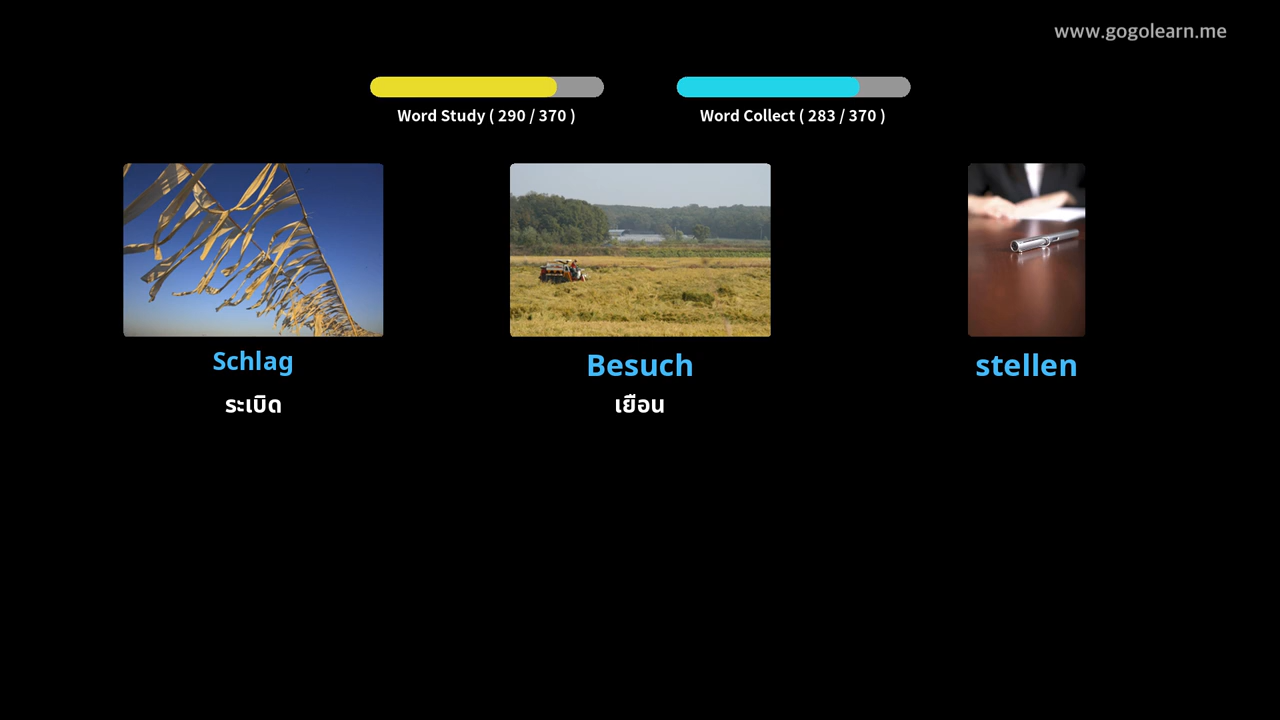 www.gogolearn.me
Word Study ( 290 / 370 )
Word Collect ( 283 / 370 )
Schlag
Besuch
stellen
ระเบิด
เยือน